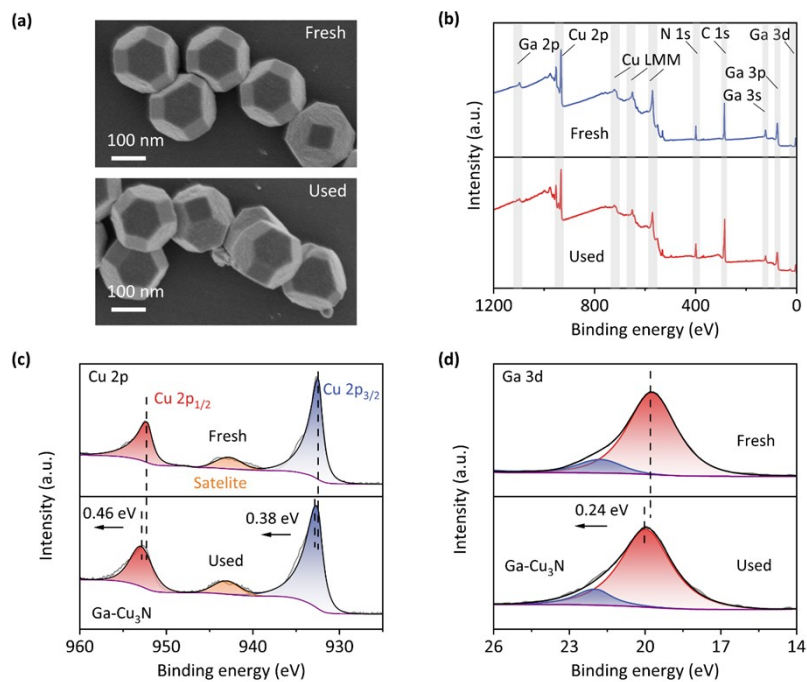 (a)
Fresh
100 nm
Used
100 nm
(b)
Intensity (a.u.)
Ga 2p
Cu 2p
N 1s
C 1s
Ga 3d
Cu LMM
Ga 3p
Ga 3s
Fresh
Used
1200 800 600 400 200 0
Binding energy (eV)
(c)
Intensity (a.u.)
Cu 2p
Cu 2p1/2
Cu 2p3/2
Fresh
Satelite
0.46 eV
0.38 eV
Used
Ga-Cu3N
960 950 940 930
Binding energy (eV)
(d)
Intensity (a.u.)
Ga 3d
Fresh
0.24 eV
Ga-Cu3N
Used
26 22 20 14
Binding energy (eV)